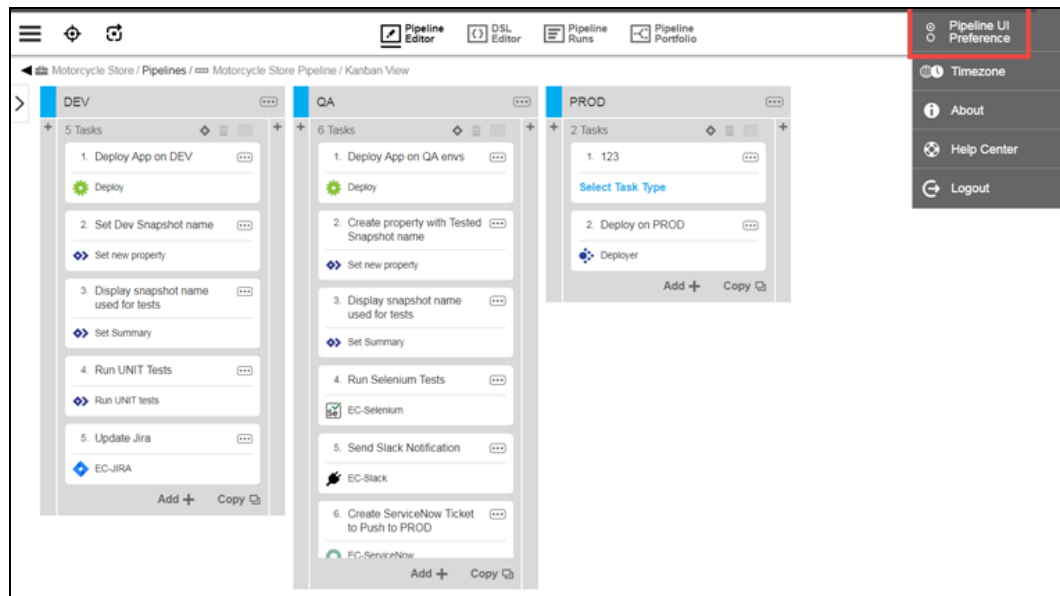 Pipeline
Editor
DSL
Editor
Pipeline
Runs
Pipeline
Portfolio
Pipeline UI
Preference
Timezone
About
Help Center
Logout
Motorcycle Store / Pipelines / Motorcycle Store Pipeline / Kanban View
DEV
5 Tasks
1. Deploy App on DEV
Deploy
2. Set Dev Snapshot name
Set new property
3. Display snapshot name
used for tests
Set Summary
4. Run UNIT Tests
Run UNIT tests
5. Update Jira
EC-JIRA
Add + Copy
QA
6 Tasks
1. Deploy App on QA envs
Deploy
2. Create property with Tested
Snapshot name
Set new property
3. Display snapshot name
used for tests
Set Summary
4. Run Selenium Tests
Se
EC-Selenium
5. Send Slack Notification
EC-Slack
6. Create ServiceNow Ticket
to Push to PROD
EC-ServiceNow
Add + Copy
PROD
2 Tasks
1. 123
Select Task Type
2. Deploy on PROD
Deployer
Add + Copy